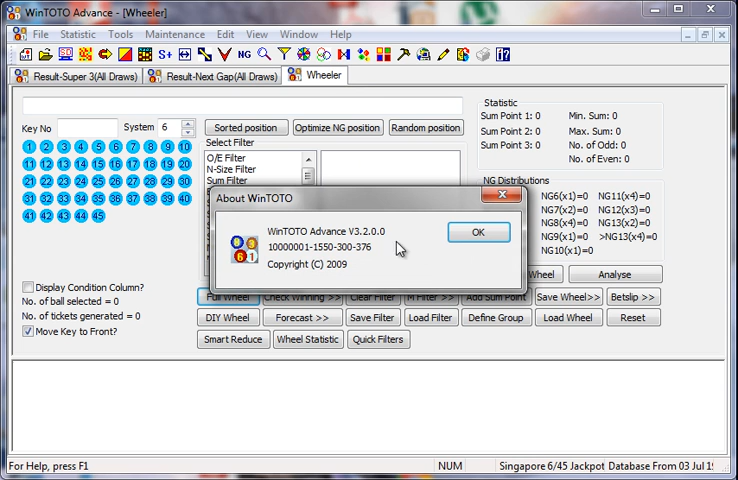 WinTOTO Advance - [Wheeler]
File Statistic Tools Maintenance Edit View Window Help
SD S+ NG
Result-Super 3(All Draws) Result-Next Gap(All Draws) Wheeler
Key No System 6
Sorted position Optimize NG position Random position
Statistic
Sum Point 1: 0 Min. Sum: 0
Sum Point 2: 0 Max. Sum: 0
Sum Point 3: 0 No. of Odd: 0
No. of Even: 0
1 2 3 4 5 6 7 8 9 10
11 12 13 14 15 16 17 18 19 20
21 22 23 24 25 26 27 28 29 30
31 32 33 34 35 36 37 38 39 40
41 42 43 44 45
Select Filter
O/E Filter
N-Size Filter
Sum Filter
NG Distributions
NG6(x1)=0 NG11(x4)=0
NG7(x2)=0 NG12(x3)=0
NG8(x1)=0 NG13(x2)=0
NG9(x1)=0 >NG13(x4)=0
NG10(x1)=0
About WinTOTO
WinTOTO Advance V3.2.0.0
10000001-1550-300-376
Copyright (C) 2009
OK
Display Condition Column?
No. of ball selected = 0
No. of tickets generated = 0
Move Key to Front?
Wheel Analyse
Full Wheel Check Winning >> Clear Filter M Filter >> Add Sum Point Save Wheel>> Betslip >>
DIY Wheel Forecast >> Save Filter Load Filter Define Group Load Wheel Reset
Smart Reduce Wheel Statistic Quick Filters
For Help, press F1 NUM Singapore 6/45 Jackpot Database From 03 Jul